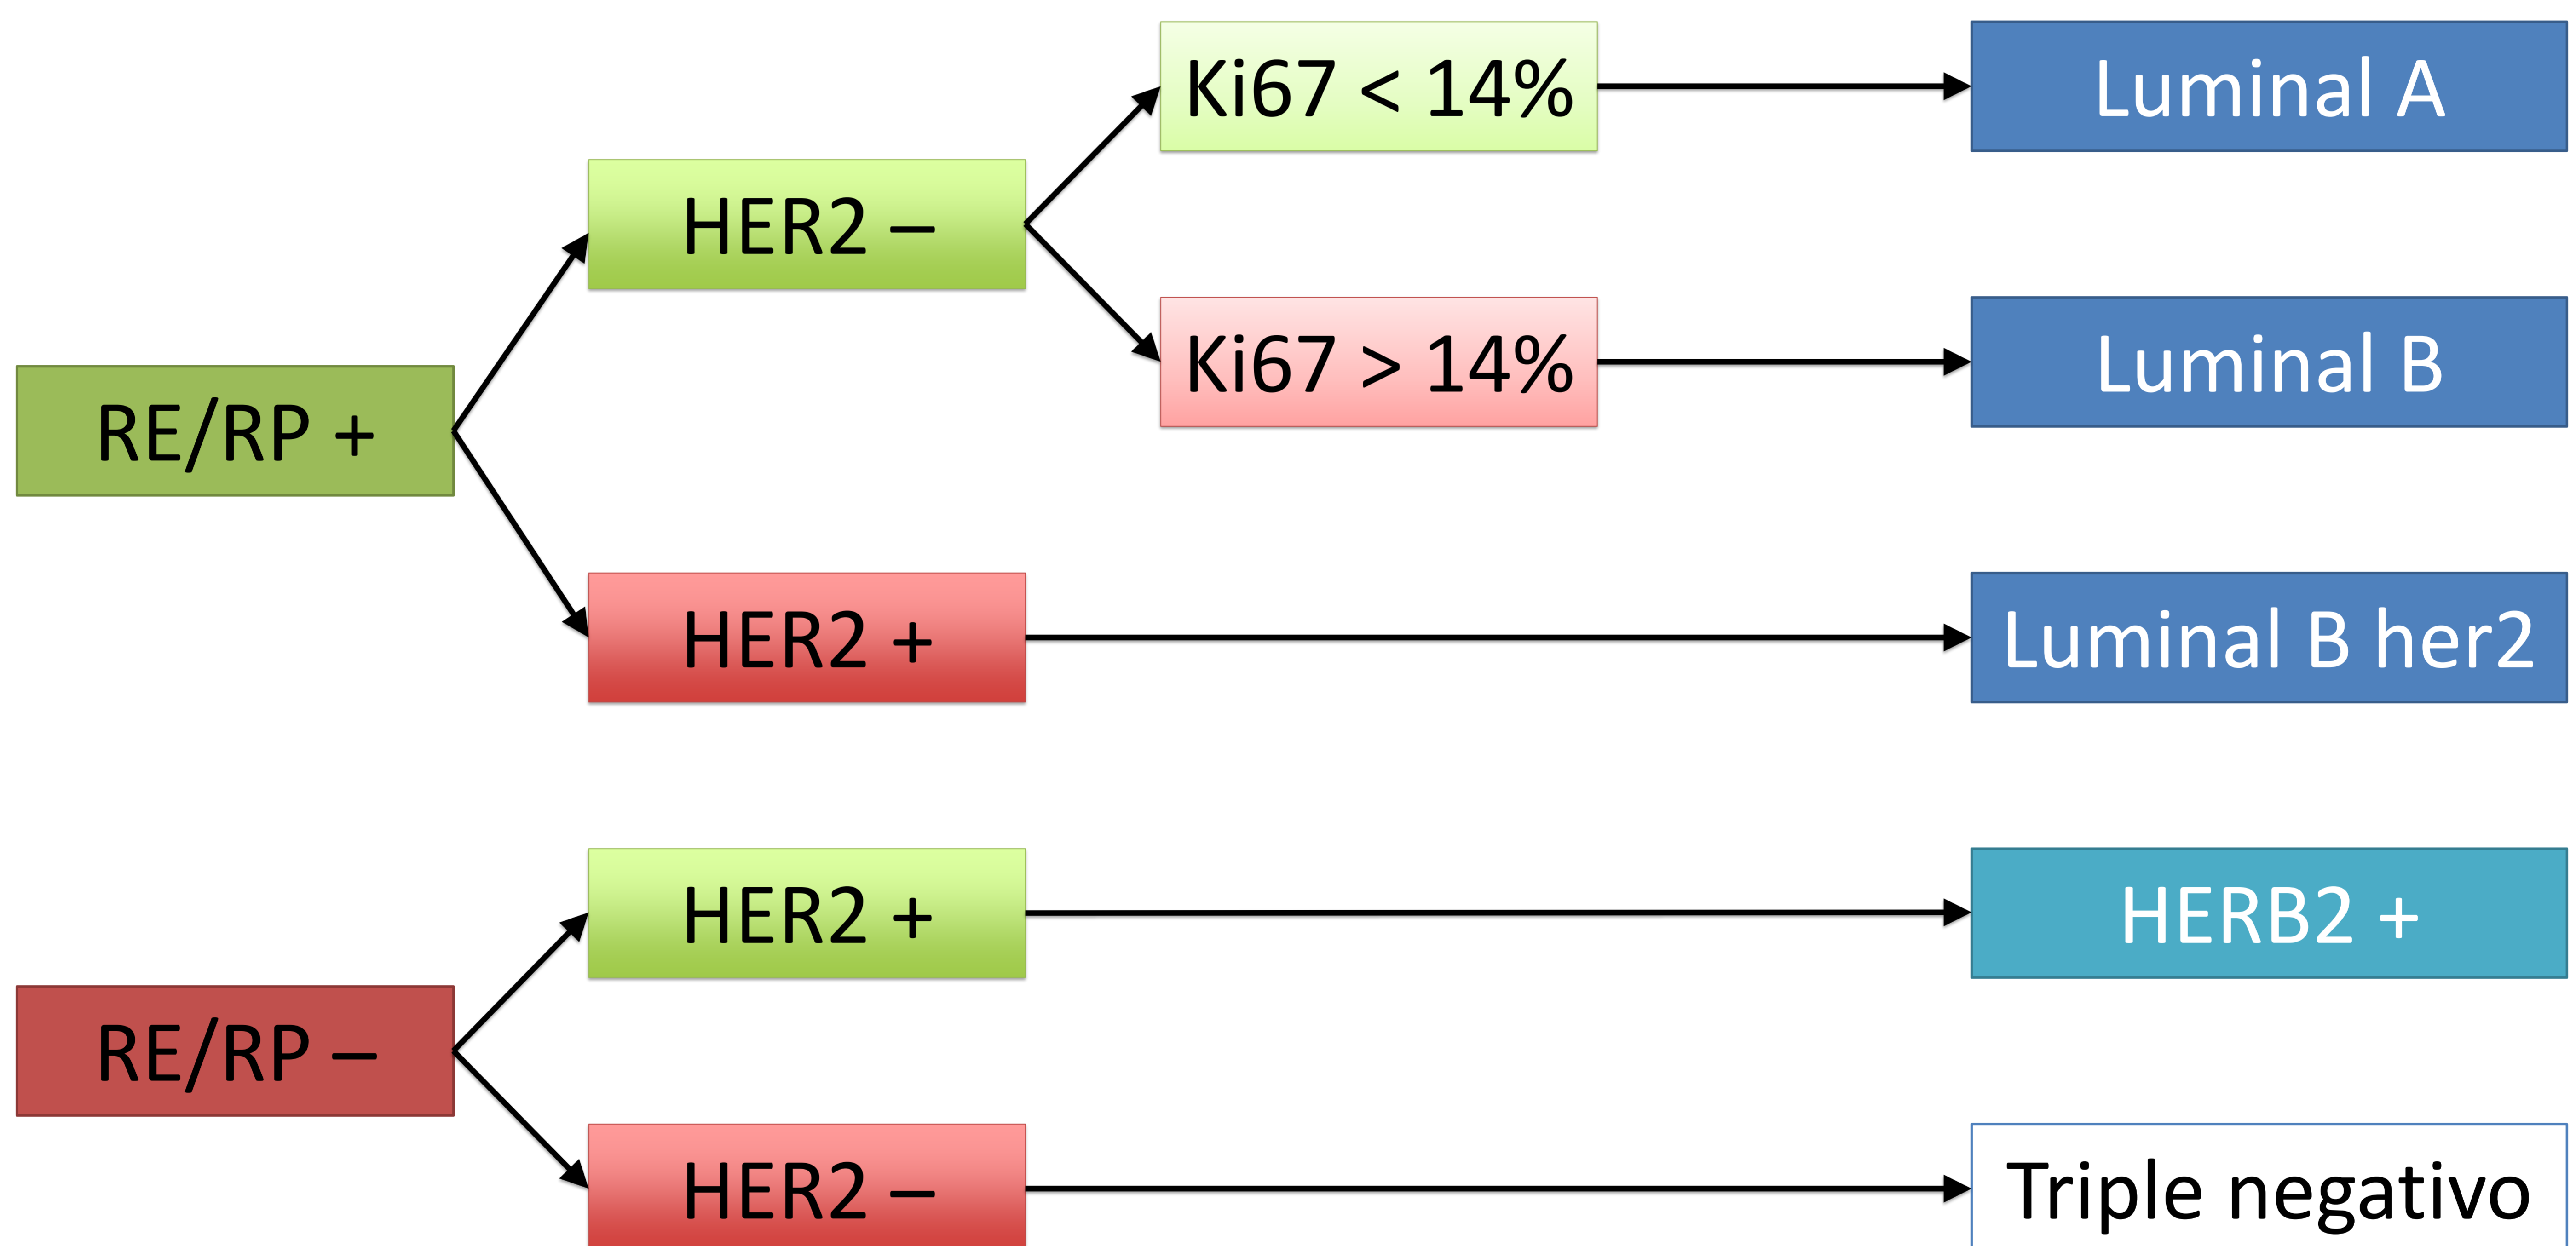 RE/RP +
HER2 –
Ki67 < 14%
Luminal A
Ki67 > 14%
Luminal B
HER2 +
Luminal B her2
RE/RP –
HER2 +
HERB2 +
HER2 –
Triple negativo